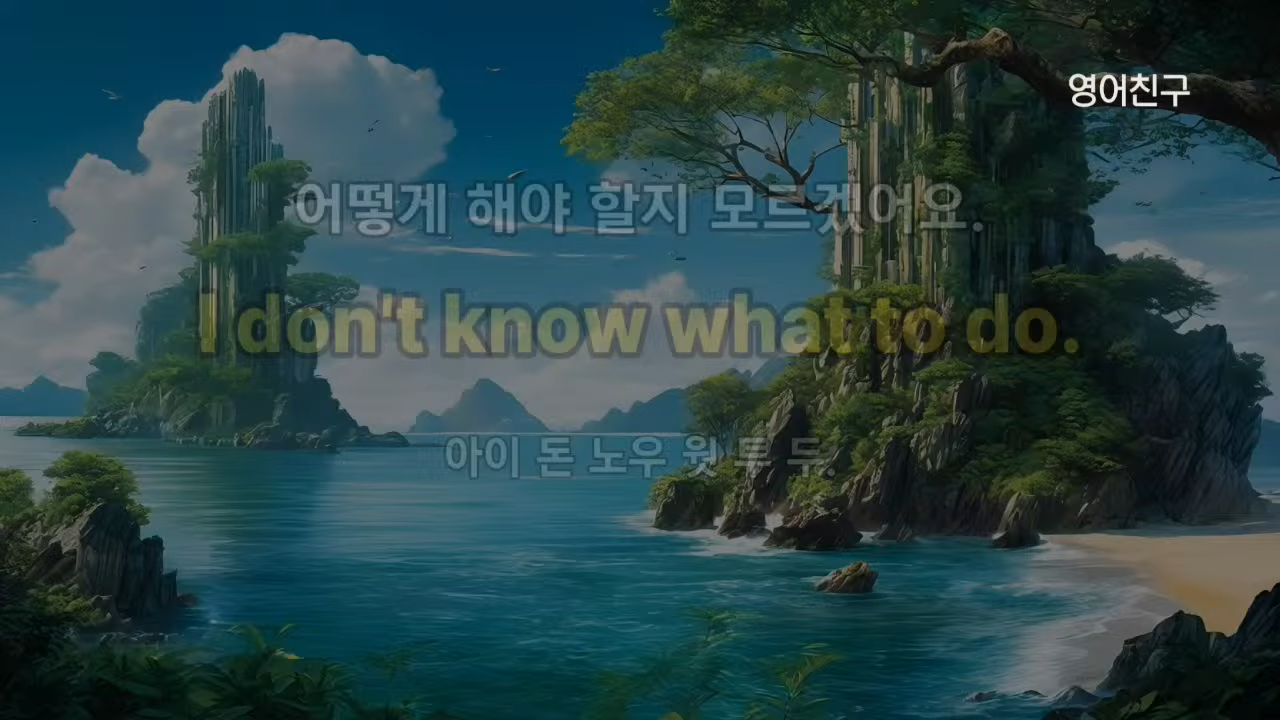 영어친구
어떻게 해야 할지 모르겠어요.
I don't know what to do.
아이 돈 노우 왓 투 두.